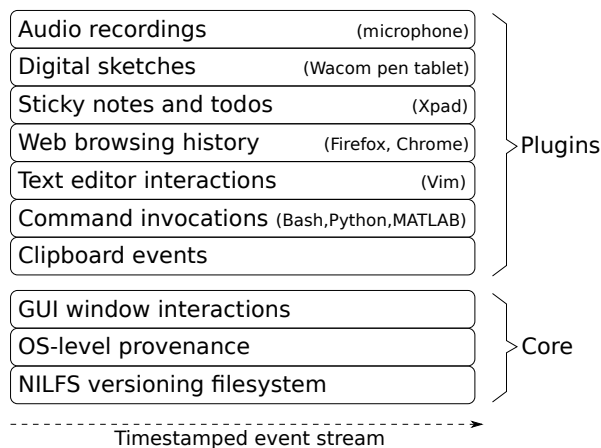 Audio recordings (microphone)
Digital sketches (Wacom pen tablet)
Sticky notes and todos (Xpad)
Web browsing history (Firefox, Chrome)
Plugins
Text editor interactions (Vim)
Command invocations (Bash,Python,MATLAB)
Clipboard events
GUI window interactions
OS-level provenance
Core
NILFS versioning filesystem
Timestamped event stream